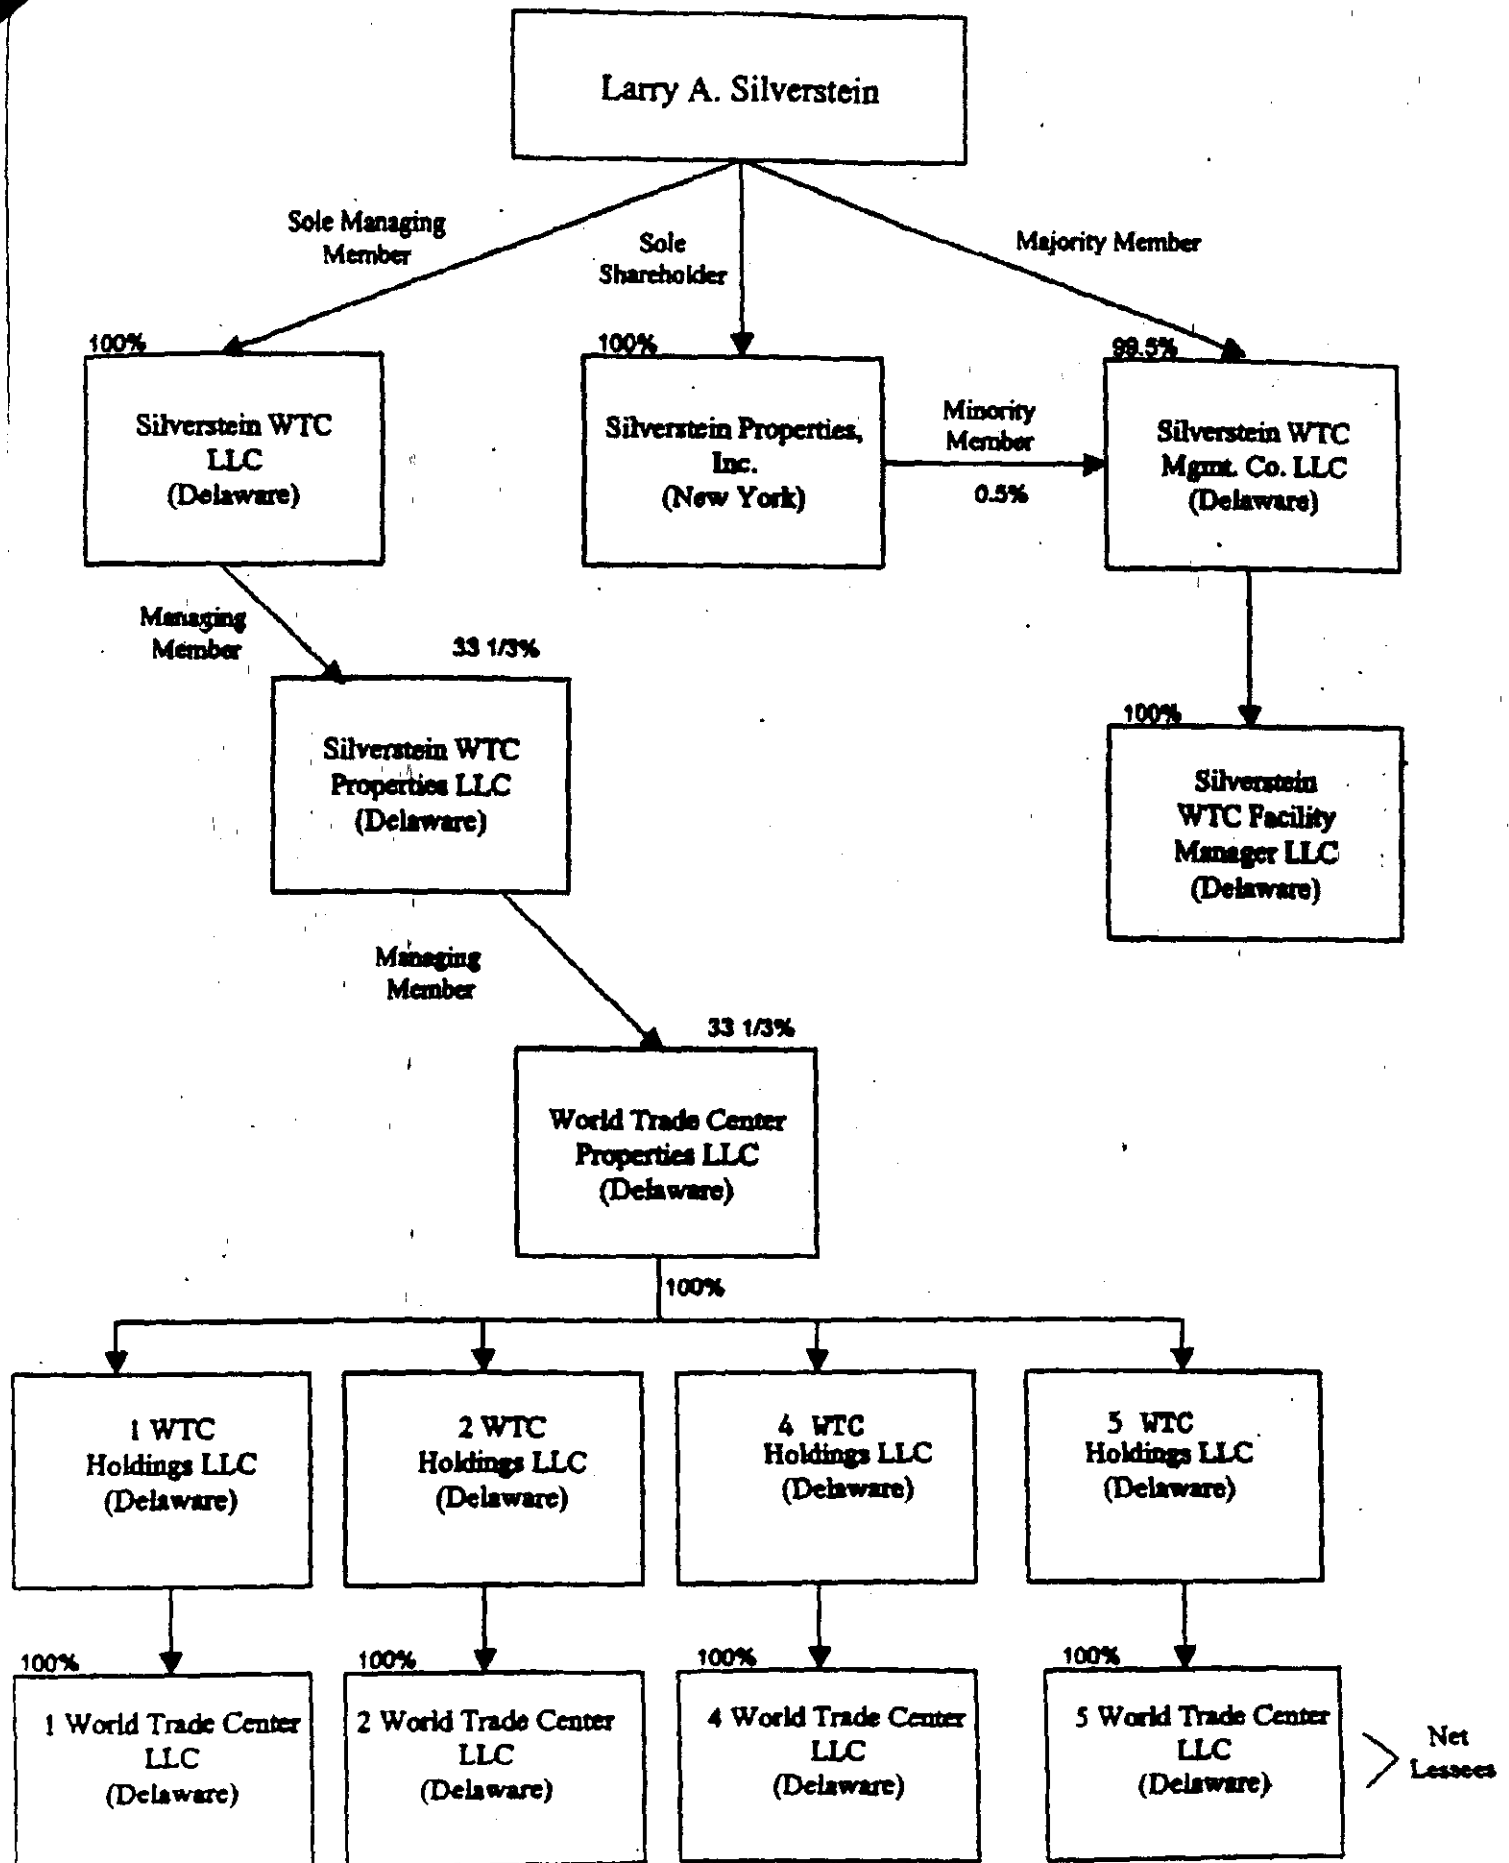 Larry A. Silverstein
Sole Managing
Member
Sole
Shareholder
Majority Member
100%
100%
99.5%
Silverstein WTC
LLC
(Delaware)
Silverstein Properties,
Inc.
(New York)
Minority
Member
0.5%
Silverstein WTC
Mgmt. Co. LLC
(Delaware)
Managing
Member
33 1/3%
Silverstein WTC
Properties LLC
(Delaware)
100%
Silverstein
WTC Facility
Manager LLC
(Delaware)
Managing
Member
33 1/3%
World Trade Center
Properties LLC
(Delaware)
100%
1 WTC
Holdings LLC
(Delaware)
2 WTC
Holdings LLC
(Delaware)
4 WTC
Holdings LLC
(Delaware)
5 WTC
Holdings LLC
(Delaware)
100%
1 World Trade Center
LLC
(Delaware)
100%
2 World Trade Center
LLC
(Delaware)
100%
4 World Trade Center
LLC
(Delaware)
100%
5 World Trade Center
LLC
(Delaware)
Net
Lessees